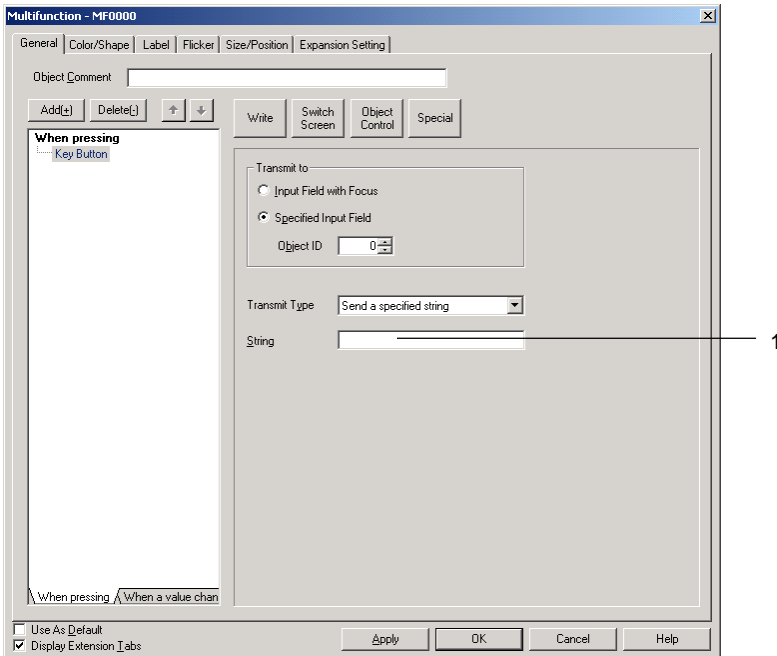 Multifunction - MF0000
General Color/Shape Label Flicker Size/Position Expansion Setting
Object Comment
Add(+) Delete(-)
Write
Switch Screen
Object Control
Special
When pressing
Key Button
Transmit to
Input Field with Focus
Specified Input Field
Object ID 0
Transmit Type Send a specified string
String
1
When pressing When a value chan
Use As Default
Display Extension Tabs
Apply OK Cancel Help